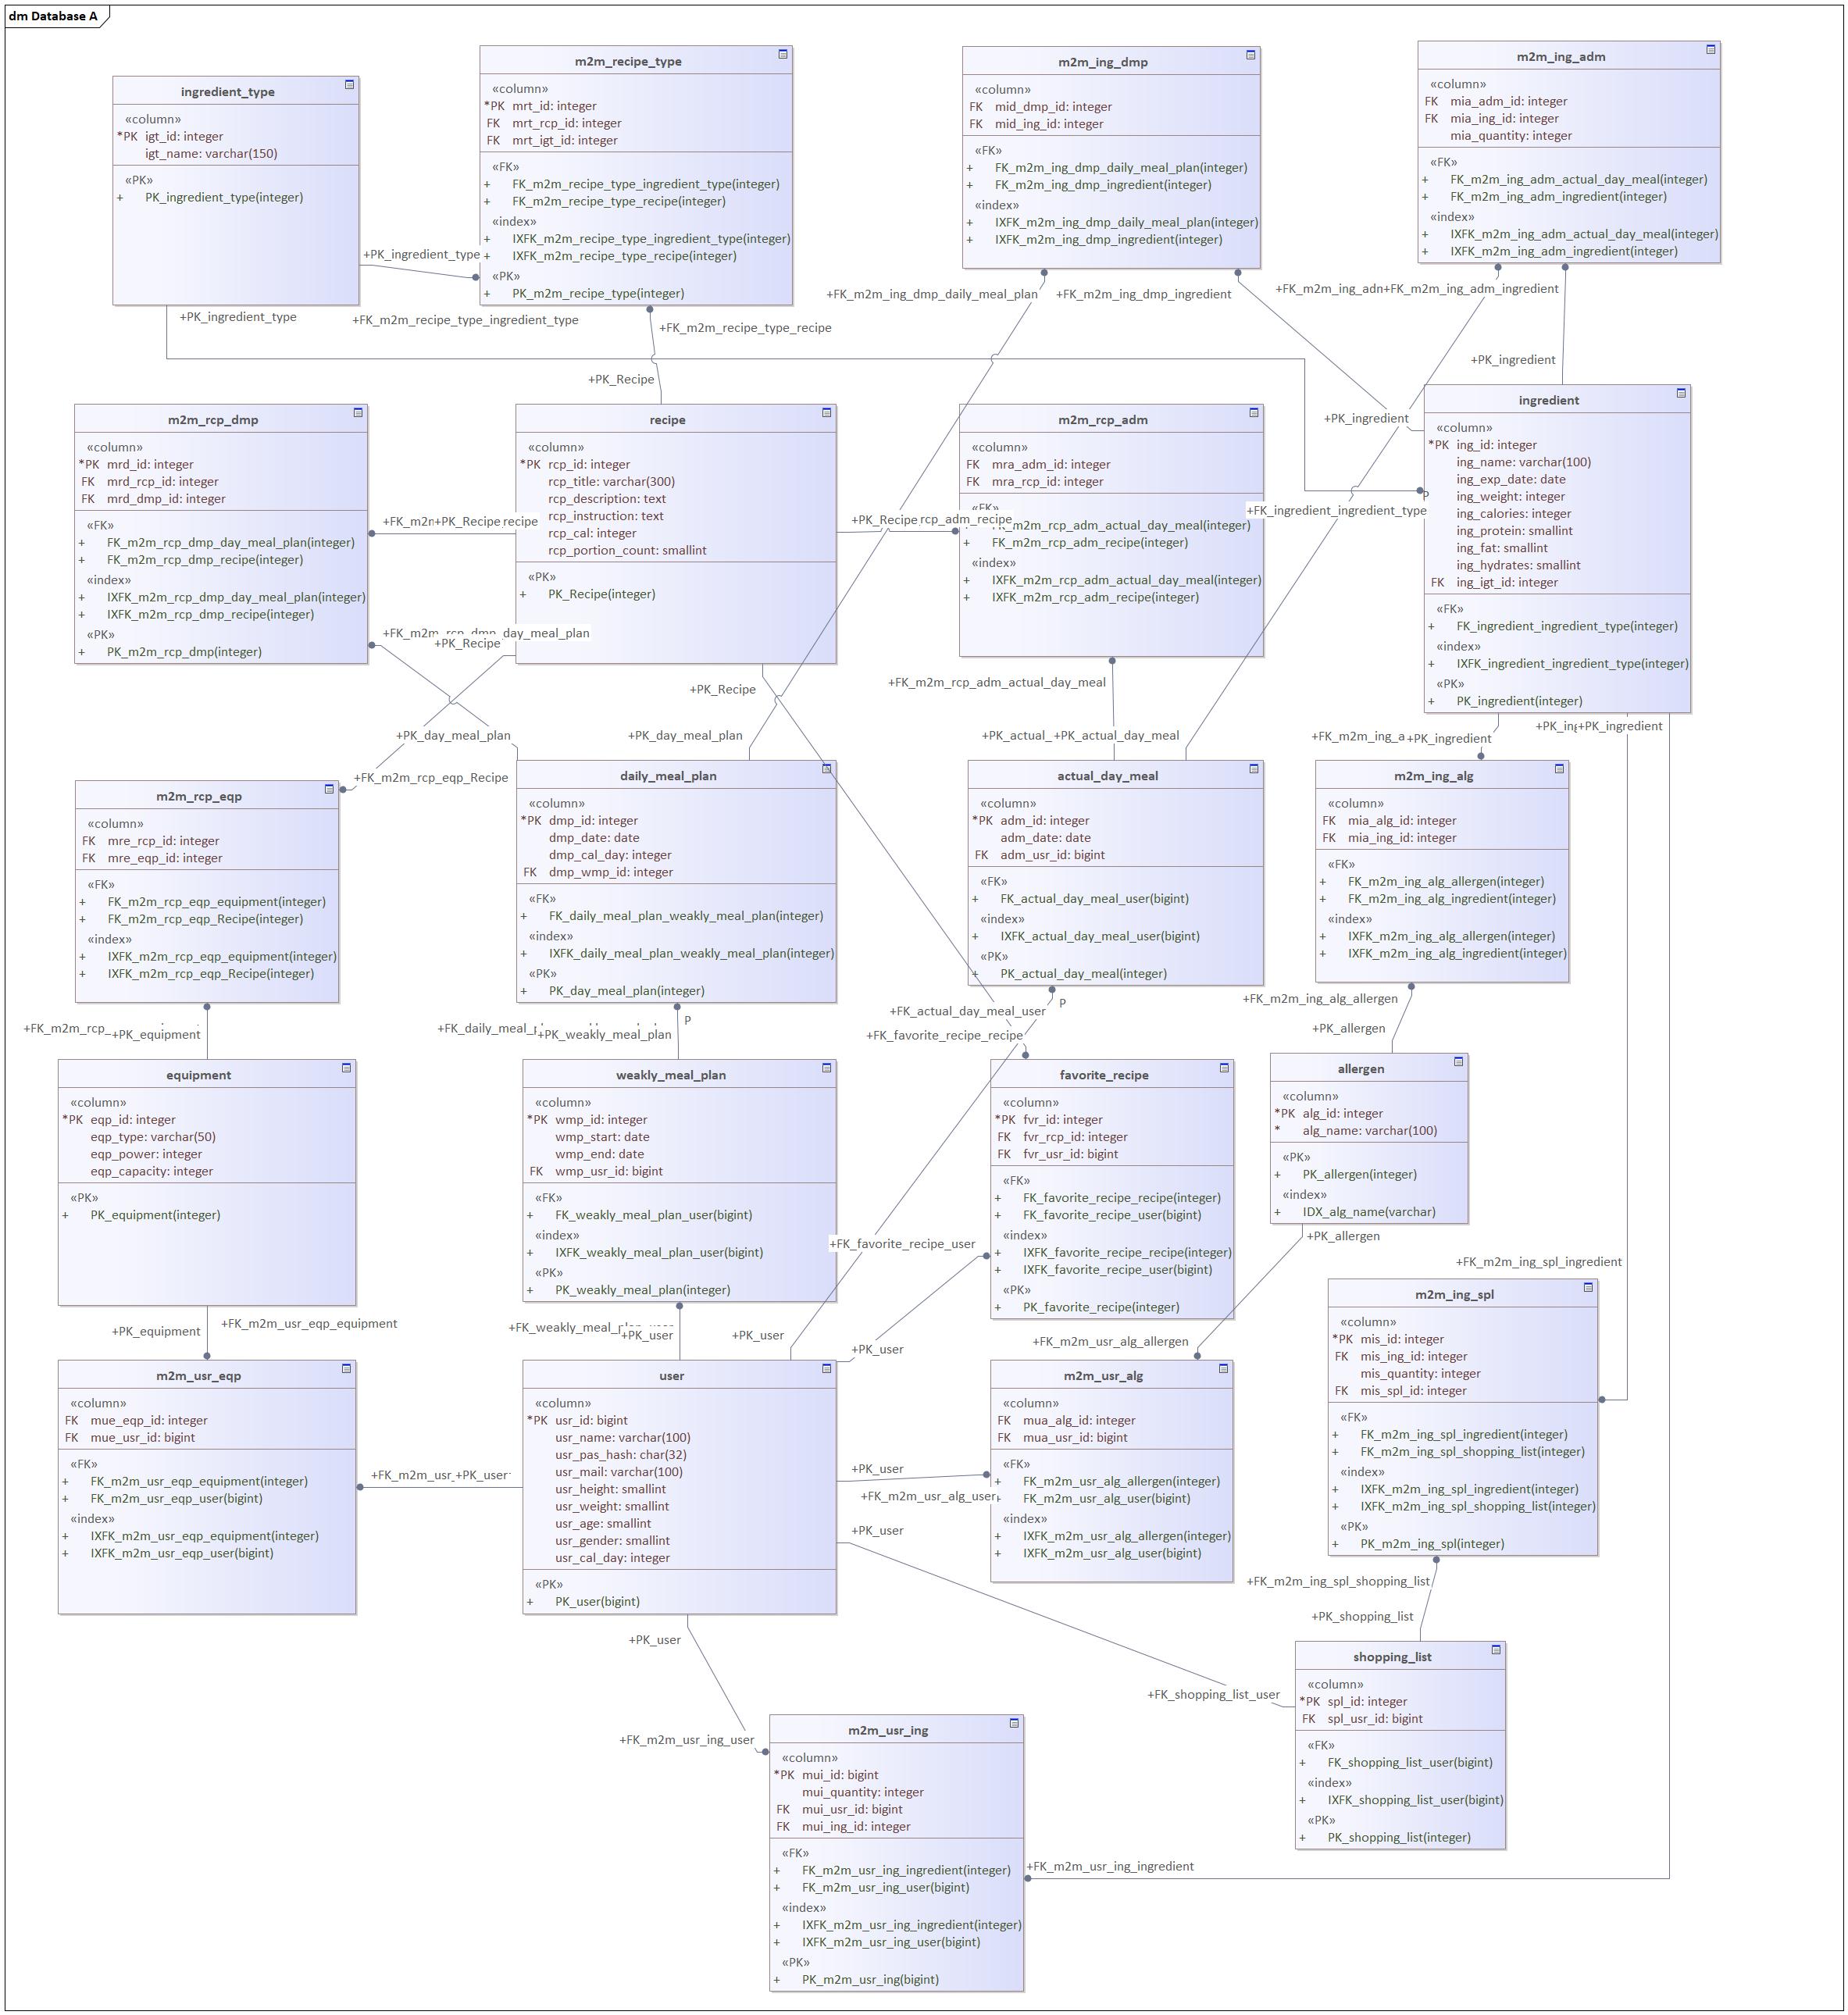 dm Database A
ingredient_type
«column»
*PK igt_id: integer
igt_name: varchar(150)
«PK»
+ PK_ingredient_type(integer)
m2m_recipe_type
«column»
*PK mrt_id: integer
FK mrt_rcp_id: integer
FK mrt_igt_id: integer
«FK»
+ FK_m2m_recipe_type_ingredient_type(integer)
+ FK_m2m_recipe_type_recipe(integer)
«index»
+ IXFK_m2m_recipe_type_ingredient_type(integer)
+ IXFK_m2m_recipe_type_recipe(integer)
«PK»
+ PK_m2m_recipe_type(integer)
m2m_ing_dmp
«column»
FK mid_dmp_id: integer
FK mid_ing_id: integer
«FK»
+ FK_m2m_ing_dmp_daily_meal_plan(integer)
+ FK_m2m_ing_dmp_ingredient(integer)
«index»
+ IXFK_m2m_ing_dmp_daily_meal_plan(integer)
+ IXFK_m2m_ing_dmp_ingredient(integer)
m2m_ing_adm
«column»
FK mia_adm_id: integer
FK mia_ing_id: integer
mia_quantity: integer
«FK»
+ FK_m2m_ing_adm_actual_day_meal(integer)
+ FK_m2m_ing_adm_ingredient(integer)
«index»
+ IXFK_m2m_ing_adm_actual_day_meal(integer)
+ IXFK_m2m_ing_adm_ingredient(integer)
+PK_ingredient_type
+PK_ingredient_type
+FK_m2m_recipe_type_ingredient_type
+FK_m2m_recipe_type_recipe
+PK_Recipe
+FK_m2m_ing_dmp_daily_meal_plan
+FK_m2m_ing_dmp_ingredient
+FK_m2m_ing_adm_ingredient
+PK_ingredient
+PK_ingredient
m2m_rcp_dmp
«column»
*PK mrd_id: integer
FK mrd_rcp_id: integer
FK mrd_dmp_id: integer
«FK»
+ FK_m2m_rcp_dmp_day_meal_plan(integer)
+ FK_m2m_rcp_dmp_recipe(integer)
«index»
+ IXFK_m2m_rcp_dmp_day_meal_plan(integer)
+ IXFK_m2m_rcp_dmp_recipe(integer)
«PK»
+ PK_m2m_rcp_dmp(integer)
+PK_Recipe
recipe
«column»
*PK rcp_id: integer
rcp_title: varchar(300)
rcp_description: text
rcp_instruction: text
rcp_cal: integer
rcp_portion_count: smallint
«PK»
+ PK_Recipe(integer)
+PK_Recipe
rcp_adm_recipe
m2m_rcp_adm
«column»
FK mra_adm_id: integer
FK mra_rcp_id: integer
«FK»
FK_m2m_rcp_adm_actual_day_meal(integer)
+ FK_m2m_rcp_adm_recipe(integer)
«index»
+ IXFK_m2m_rcp_adm_actual_day_meal(integer)
+ IXFK_m2m_rcp_adm_recipe(integer)
+FK_ingredient_ingredient_type
P
ingredient
«column»
*PK ing_id: integer
ing_name: varchar(100)
ing_exp_date: date
ing_weight: integer
ing_calories: integer
ing_protein: smallint
ing_fat: smallint
ing_hydrates: smallint
FK ing_igt_id: integer
«FK»
+ FK_ingredient_ingredient_type(integer)
«index»
+ IXFK_ingredient_ingredient_type(integer)
«PK»
+ PK_ingredient(integer)
+FK_m2m_rcp_dmp_day_meal_plan
+PK_Recipe
+PK_Recipe
+FK_m2m_rcp_adm_actual_day_meal
+PK_day_meal_plan
+PK_day_meal_plan
+PK_actual_
+PK_actual_day_meal
+PK_ingredient
+PK_ingredient
+FK_m2m_rcp_eqp_Recipe
m2m_rcp_eqp
«column»
FK mre_rcp_id: integer
FK mre_eqp_id: integer
«FK»
+ FK_m2m_rcp_eqp_equipment(integer)
+ FK_m2m_rcp_eqp_Recipe(integer)
«index»
+ IXFK_m2m_rcp_eqp_equipment(integer)
+ IXFK_m2m_rcp_eqp_Recipe(integer)
daily_meal_plan
«column»
*PK dmp_id: integer
dmp_date: date
dmp_cal_day: integer
FK dmp_wmp_id: integer
«FK»
+ FK_daily_meal_plan_weakly_meal_plan(integer)
«index»
+ IXFK_daily_meal_plan_weakly_meal_plan(integer)
«PK»
+ PK_day_meal_plan(integer)
actual_day_meal
«column»
*PK adm_id: integer
adm_date: date
FK adm_usr_id: bigint
«FK»
+ FK_actual_day_meal_user(bigint)
«index»
+ IXFK_actual_day_meal_user(bigint)
«PK»
+ PK_actual_day_meal(integer)
m2m_ing_alg
«column»
FK mia_alg_id: integer
FK mia_ing_id: integer
«FK»
+ FK_m2m_ing_alg_allergen(integer)
+ FK_m2m_ing_alg_ingredient(integer)
«index»
+ IXFK_m2m_ing_alg_allergen(integer)
+ IXFK_m2m_ing_alg_ingredient(integer)
+FK_m2m_rcp_
+PK_equipment
P
+PK_weakly_meal_plan
P
+FK_actual_day_meal_user
+FK_favorite_recipe_recipe
+FK_m2m_ing_alg_allergen
+PK_allergen
equipment
«column»
*PK eqp_id: integer
eqp_type: varchar(50)
eqp_power: integer
eqp_capacity: integer
«PK»
+ PK_equipment(integer)
weakly_meal_plan
«column»
*PK wmp_id: integer
wmp_start: date
wmp_end: date
FK wmp_usr_id: bigint
«FK»
+ FK_weakly_meal_plan_user(bigint)
«index»
+ IXFK_weakly_meal_plan_user(bigint)
«PK»
+ PK_weakly_meal_plan(integer)
favorite_recipe
«column»
*PK fvr_id: integer
FK fvr_rcp_id: integer
FK fvr_usr_id: bigint
«FK»
+ FK_favorite_recipe_recipe(integer)
+ FK_favorite_recipe_user(bigint)
«index»
+ IXFK_favorite_recipe_recipe(integer)
+ IXFK_favorite_recipe_user(bigint)
«PK»
+ PK_favorite_recipe(integer)
allergen
«column»
*PK alg_id: integer
* alg_name: varchar(100)
«PK»
+ PK_allergen(integer)
«index»
+ IDX_alg_name(varchar)
+PK_allergen
+FK_favorite_recipe_user
+FK_m2m_ing_spl_ingredient
+PK_equipment
+FK_m2m_usr_eqp_equipment
+PK_user
+PK_user
+PK_user
+FK_m2m_usr_alg_allergen
m2m_ing_spl
«column»
*PK mis_id: integer
FK mis_ing_id: integer
mis_quantity: integer
FK mis_spl_id: integer
«FK»
+ FK_m2m_ing_spl_ingredient(integer)
+ FK_m2m_ing_spl_shopping_list(integer)
«index»
+ IXFK_m2m_ing_spl_ingredient(integer)
+ IXFK_m2m_ing_spl_shopping_list(integer)
«PK»
+ PK_m2m_ing_spl(integer)
m2m_usr_eqp
«column»
FK mue_eqp_id: integer
FK mue_usr_id: bigint
«FK»
+ FK_m2m_usr_eqp_equipment(integer)
+ FK_m2m_usr_eqp_user(bigint)
«index»
+ IXFK_m2m_usr_eqp_equipment(integer)
+ IXFK_m2m_usr_eqp_user(bigint)
+FK_m2m_usr_
+PK_user
user
«column»
*PK usr_id: bigint
usr_name: varchar(100)
usr_pas_hash: char(32)
usr_mail: varchar(100)
usr_height: smallint
usr_weight: smallint
usr_age: smallint
usr_gender: smallint
usr_cal_day: integer
«PK»
+ PK_user(bigint)
+PK_user
+FK_m2m_usr_alg_user
+PK_user
m2m_usr_alg
«column»
FK mua_alg_id: integer
FK mua_usr_id: bigint
«FK»
+ FK_m2m_usr_alg_allergen(integer)
FK_m2m_usr_alg_user(bigint)
«index»
+ IXFK_m2m_usr_alg_allergen(integer)
+ IXFK_m2m_usr_alg_user(bigint)
+FK_m2m_ing_spl_shopping_list
+PK_shopping_list
+PK_user
+FK_shopping_list_user
+FK_m2m_usr_ing_user
shopping_list
«column»
*PK spl_id: integer
FK spl_usr_id: bigint
«FK»
+ FK_shopping_list_user(bigint)
«index»
+ IXFK_shopping_list_user(bigint)
«PK»
+ PK_shopping_list(integer)
m2m_usr_ing
«column»
*PK mui_id: bigint
mui_quantity: integer
FK mui_usr_id: bigint
FK mui_ing_id: integer
«FK»
+ FK_m2m_usr_ing_ingredient(integer)
+ FK_m2m_usr_ing_user(bigint)
«index»
+ IXFK_m2m_usr_ing_ingredient(integer)
+ IXFK_m2m_usr_ing_user(bigint)
«PK»
+ PK_m2m_usr_ing(bigint)
+FK_m2m_usr_ing_ingredient